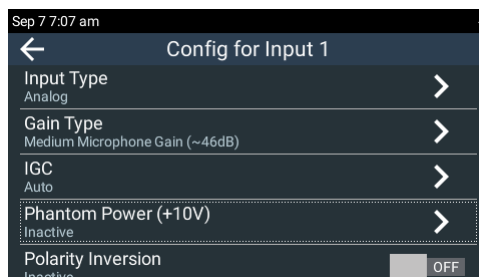 Sep 7 7:07 am
Config for Input 1
Input Type
Analog
Gain Type
Medium Microphone Gain (~46dB)
IGC
Auto
Phantom Power (+10V)
Inactive
Polarity Inversion
OFF
Inactive